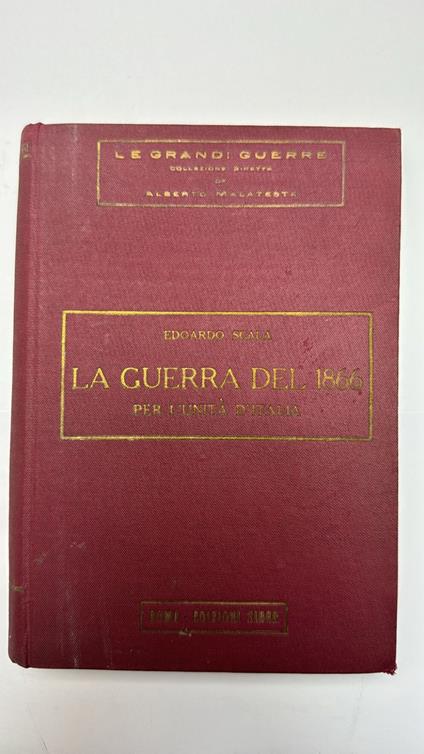 LE GRANDI GUERRE
COLLEZIONE DIRETTA
DA
ALBERTO MALATESTA
EDOARDO SCALA
LA GUERRA DEL 1866
PER L'UNITÀ D'ITALIA
ROMA - EDIZIONI